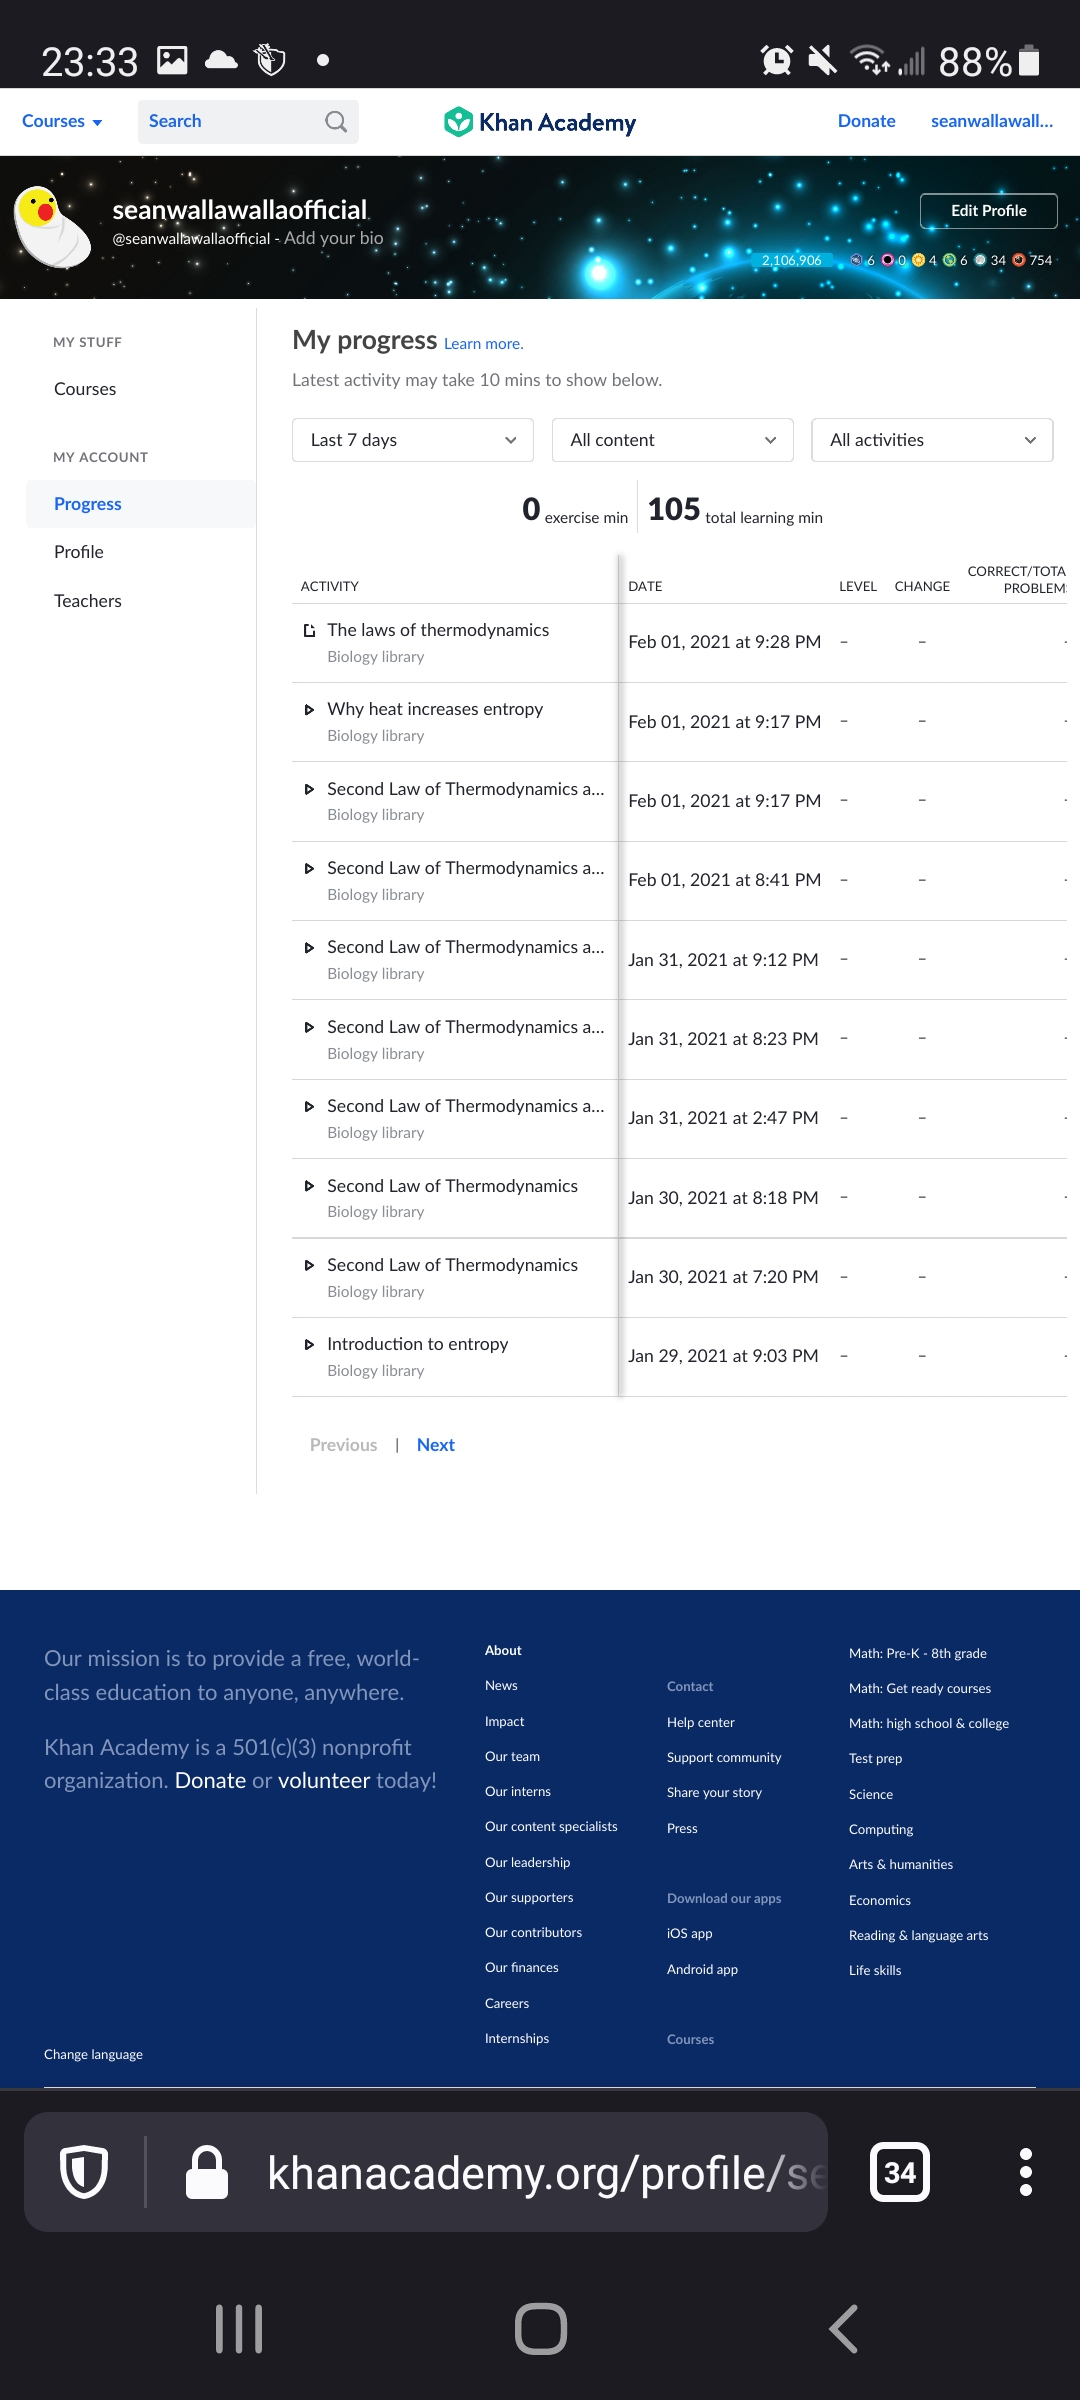 23:33
88%
Courses
Search
Khan Academy
Donate
seanwallawall...
seanwallawallaofficial
@seanwallawallaofficial - Add your bio
Edit Profile
2,106,906 6 0 4 6 34 754
MY STUFF
Courses
MY ACCOUNT
Progress
Profile
Teachers
My progress Learn more.
Latest activity may take 10 mins to show below.
Last 7 days
All content
All activities
0 exercise min
105 total learning min
ACTIVITY DATE LEVEL CHANGE CORRECT/TOTA
PROBLEMS
The laws of thermodynamics
Biology library
Feb 01, 2021 at 9:28 PM – – -
Why heat increases entropy
Biology library
Feb 01, 2021 at 9:17 PM – – -
Second Law of Thermodynamics a...
Biology library
Feb 01, 2021 at 9:17 PM – – -
Second Law of Thermodynamics a...
Biology library
Feb 01, 2021 at 8:41 PM – – -
Second Law of Thermodynamics a...
Biology library
Jan 31, 2021 at 9:12 PM – – -
Second Law of Thermodynamics a...
Biology library
Jan 31, 2021 at 8:23 PM – – -
Second Law of Thermodynamics a...
Biology library
Jan 31, 2021 at 2:47 PM – – -
Second Law of Thermodynamics
Biology library
Jan 30, 2021 at 8:18 PM – – -
Second Law of Thermodynamics
Biology library
Jan 30, 2021 at 7:20 PM – – -
Introduction to entropy
Biology library
Jan 29, 2021 at 9:03 PM – – -
Previous | Next
Our mission is to provide a free, world-
class education to anyone, anywhere.
Khan Academy is a 501(c)(3) nonprofit
organization. Donate or volunteer today!
Change language
About
News
Impact
Our team
Our interns
Our content specialists
Our leadership
Our supporters
Our contributors
Our finances
Careers
Internships
Contact
Help center
Support community
Share your story
Press
Download our apps
iOS app
Android app
Courses
Math: Pre-K - 8th grade
Math: Get ready courses
Math: high school & college
Test prep
Science
Computing
Arts & humanities
Economics
Reading & language arts
Life skills
khanacademy.org/profile/se
34